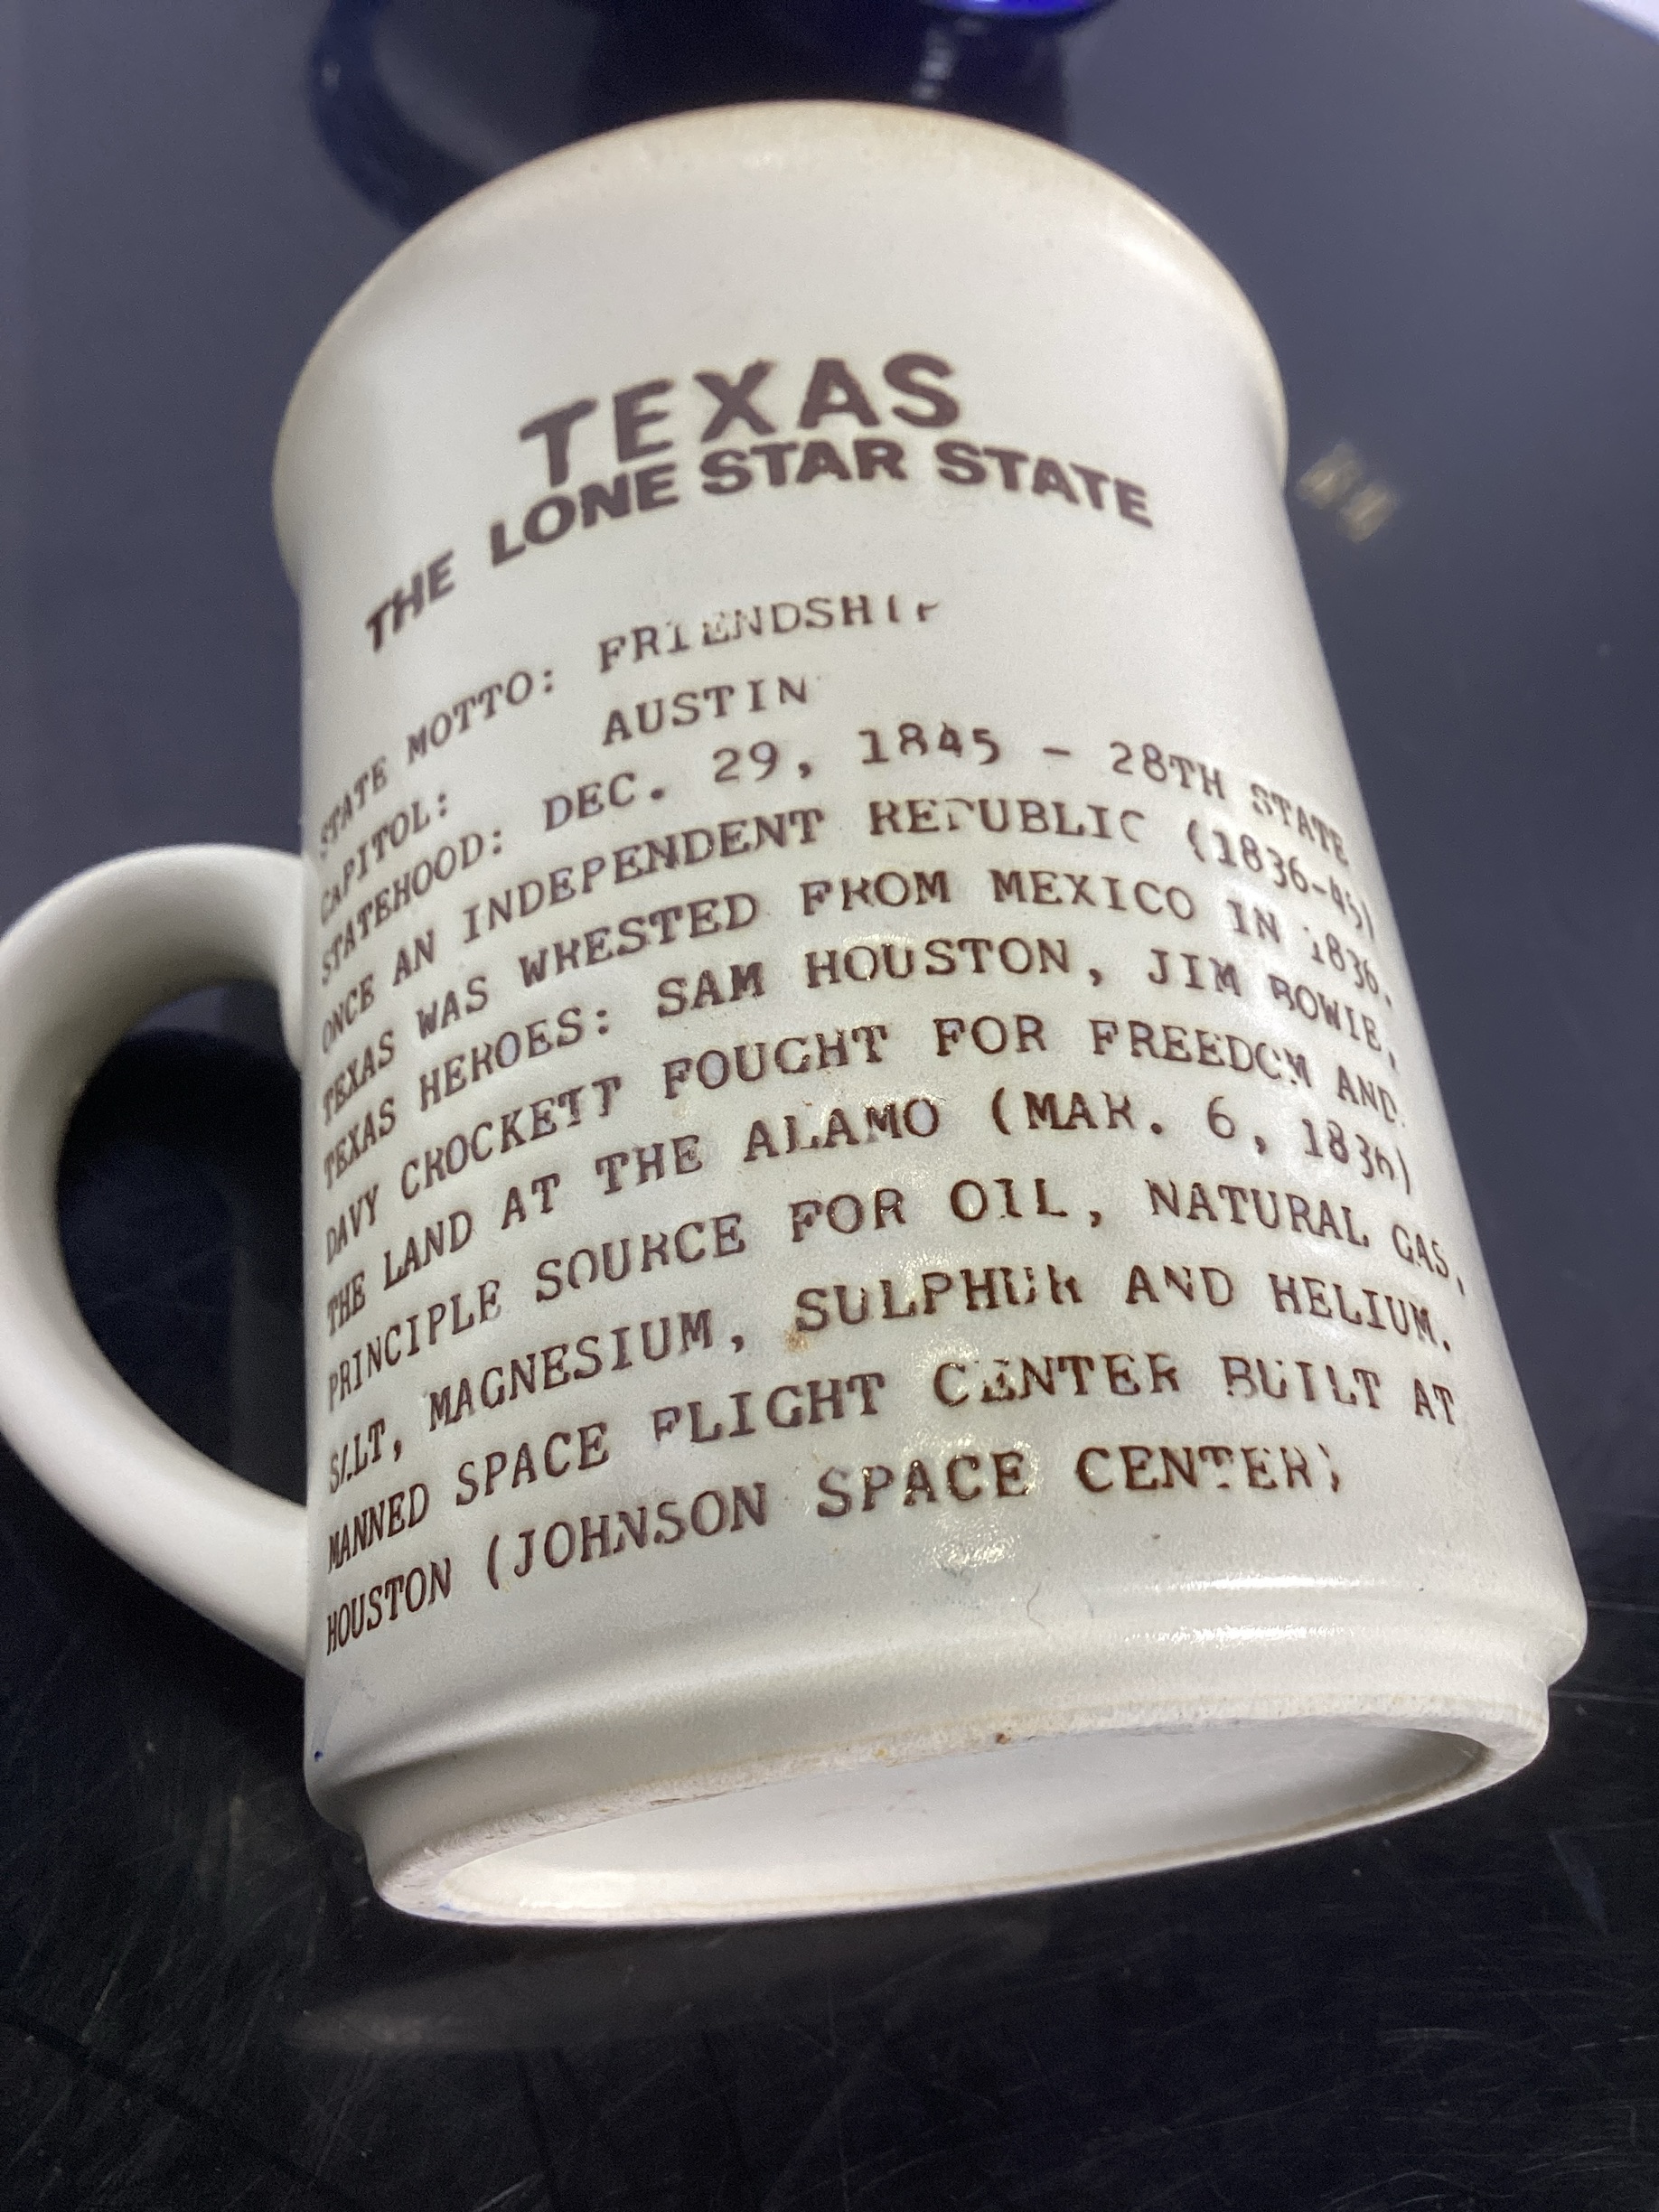 TEXAS
THE LONE STAR STATE
STATE MOTTO: FRIENDSHIP
CAPITOL: AUSTIN
STATEHOOD: DEC. 29, 1845 - 28TH STATE
ONCE AN INDEPENDENT REPUBLIC (1836-45)
TEXAS WAS WRESTED FROM MEXICO IN 1836.
TEXAS HEROES: SAM HOUSTON, JIM BOWIE,
DAVY CROCKETT FOUGHT FOR FREEDOM AND
THE LAND AT THE ALAMO (MAR. 6, 1836)
PRINCIPLE SOURCE FOR OIL, NATURAL GAS,
SALT, MAGNESIUM, SULPHUR AND HELIUM.
MANNED SPACE FLIGHT CENTER BUILT AT
HOUSTON (JOHNSON SPACE CENTER)